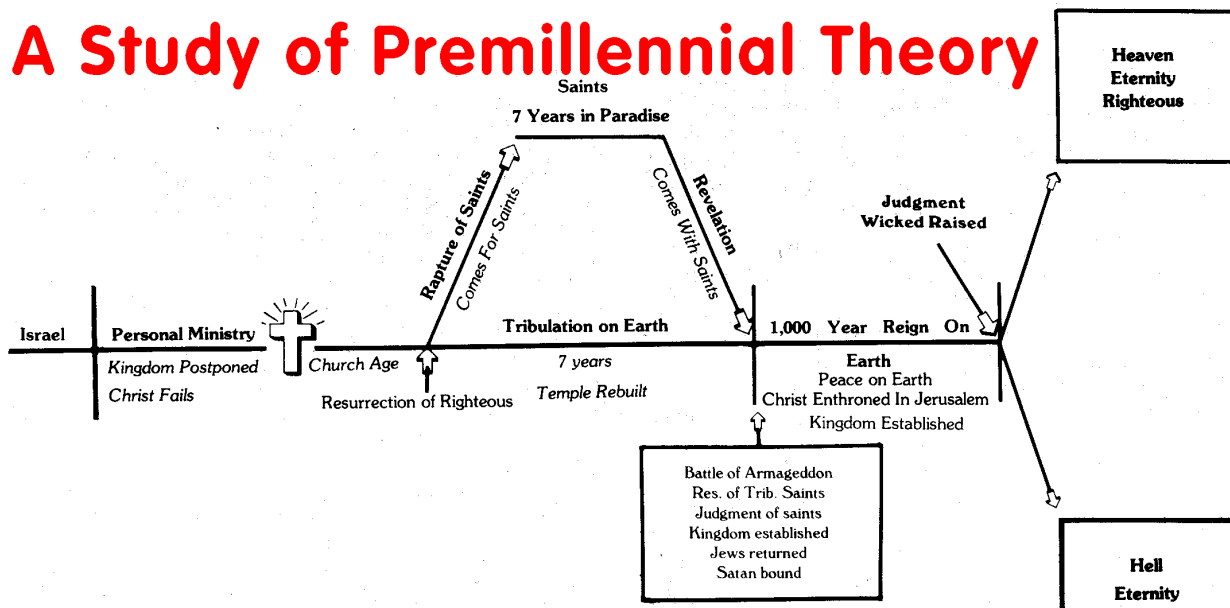 A Study of Premillennial Theory
Heaven
Eternity
Righteous
Saints
7 Years in Paradise
Rapture of Saints
Comes For Saints
Revelation
Comes With Saints
Judgment
Wicked Raised
Israel
Personal Ministry
Kingdom Postponed
Christ Fails
Church Age
Resurrection of Righteous
Tribulation on Earth
7 years
Temple Rebuilt
1,000 Year Reign On
Earth
Peace on Earth
Christ Enthroned In Jerusalem
Kingdom Established
Battle of Armageddon
Res. of Trib. Saints
Judgment of saints
Kingdom established
Jews returned
Satan bound
Hell
Eternity